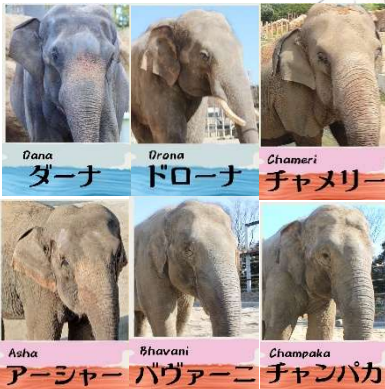 Dana
ダーナ
Drona
ドローナ
Chameri
チャメリー
Asha
アーシャー
Bhavani
バヴァーニ
Champaka
チャンパカ